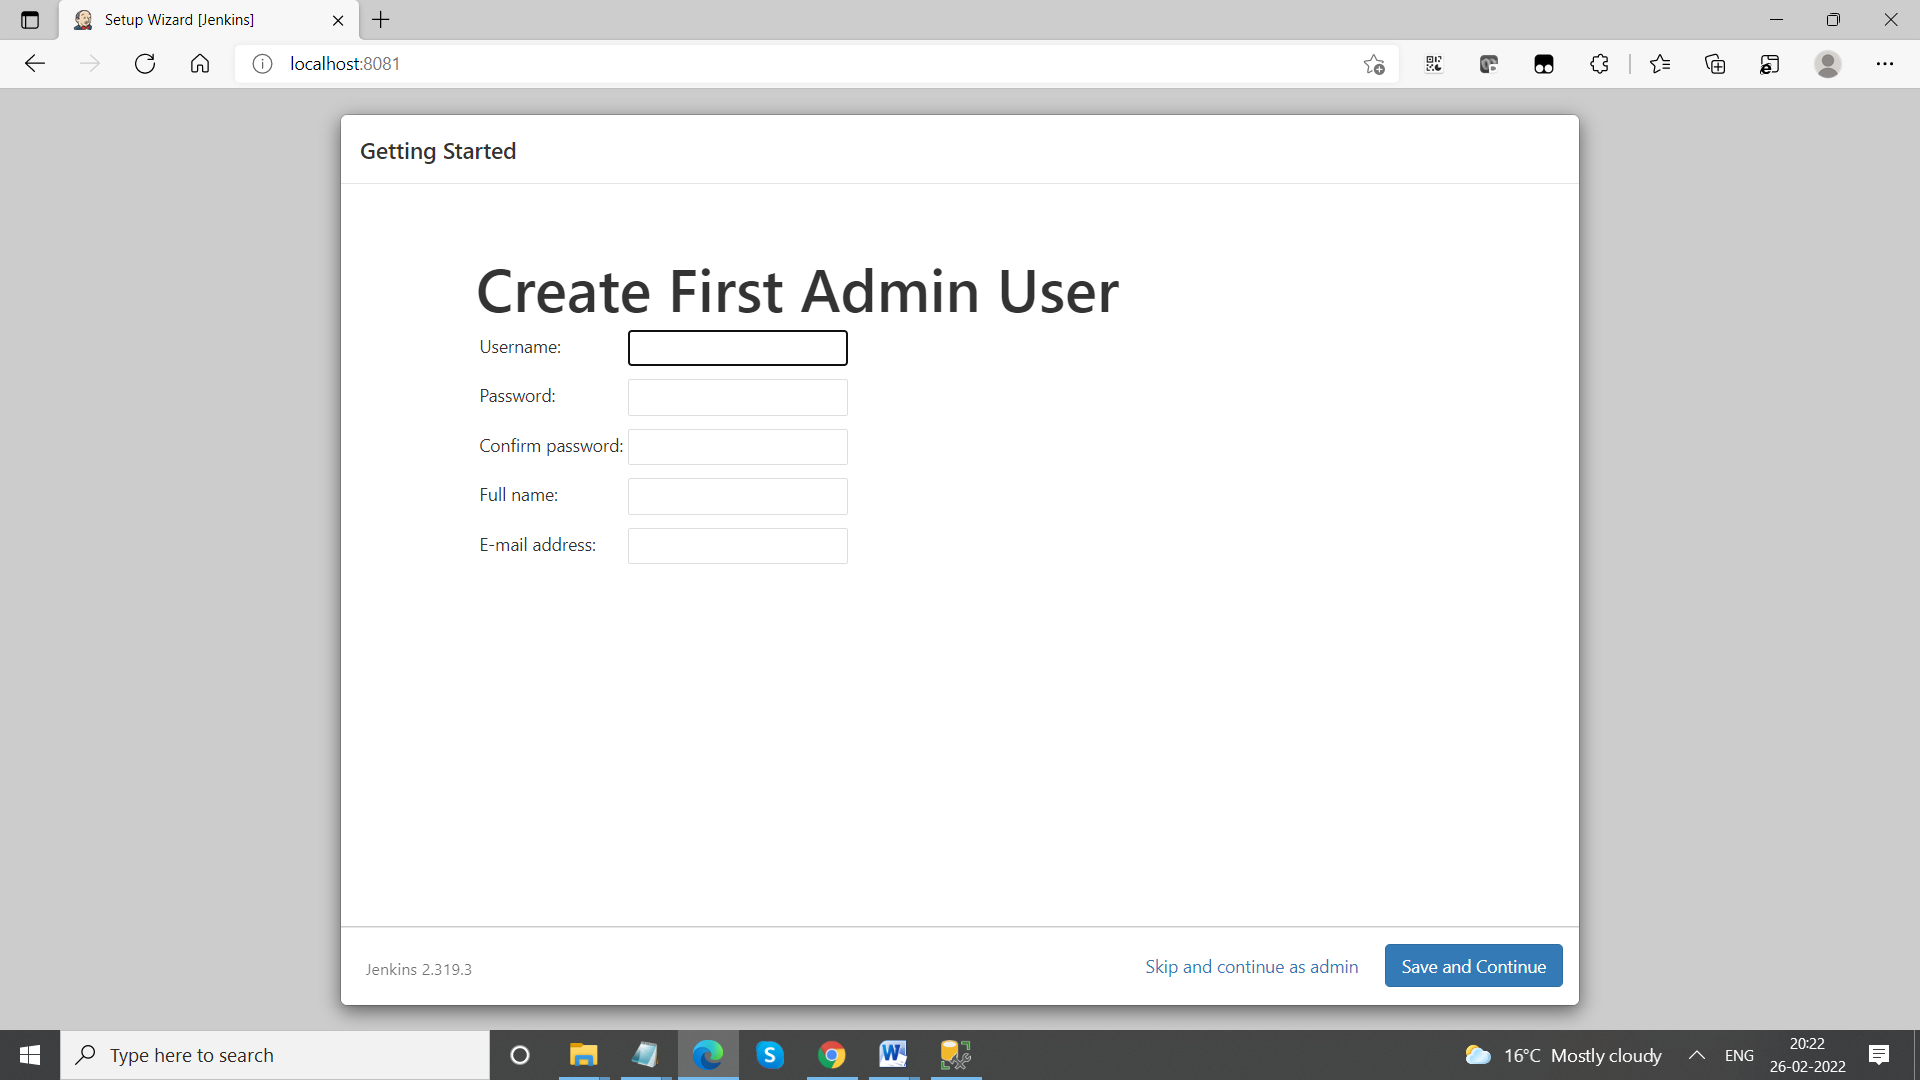 Setup Wizard [Jenkins]
localhost:8081
Getting Started
Create First Admin User
Username:
Password:
Confirm password:
Full name:
E-mail address:
Jenkins 2.319.3
Skip and continue as admin
Save and Continue
Type here to search
16°C Mostly cloudy
ENG
20:22
26-02-2022